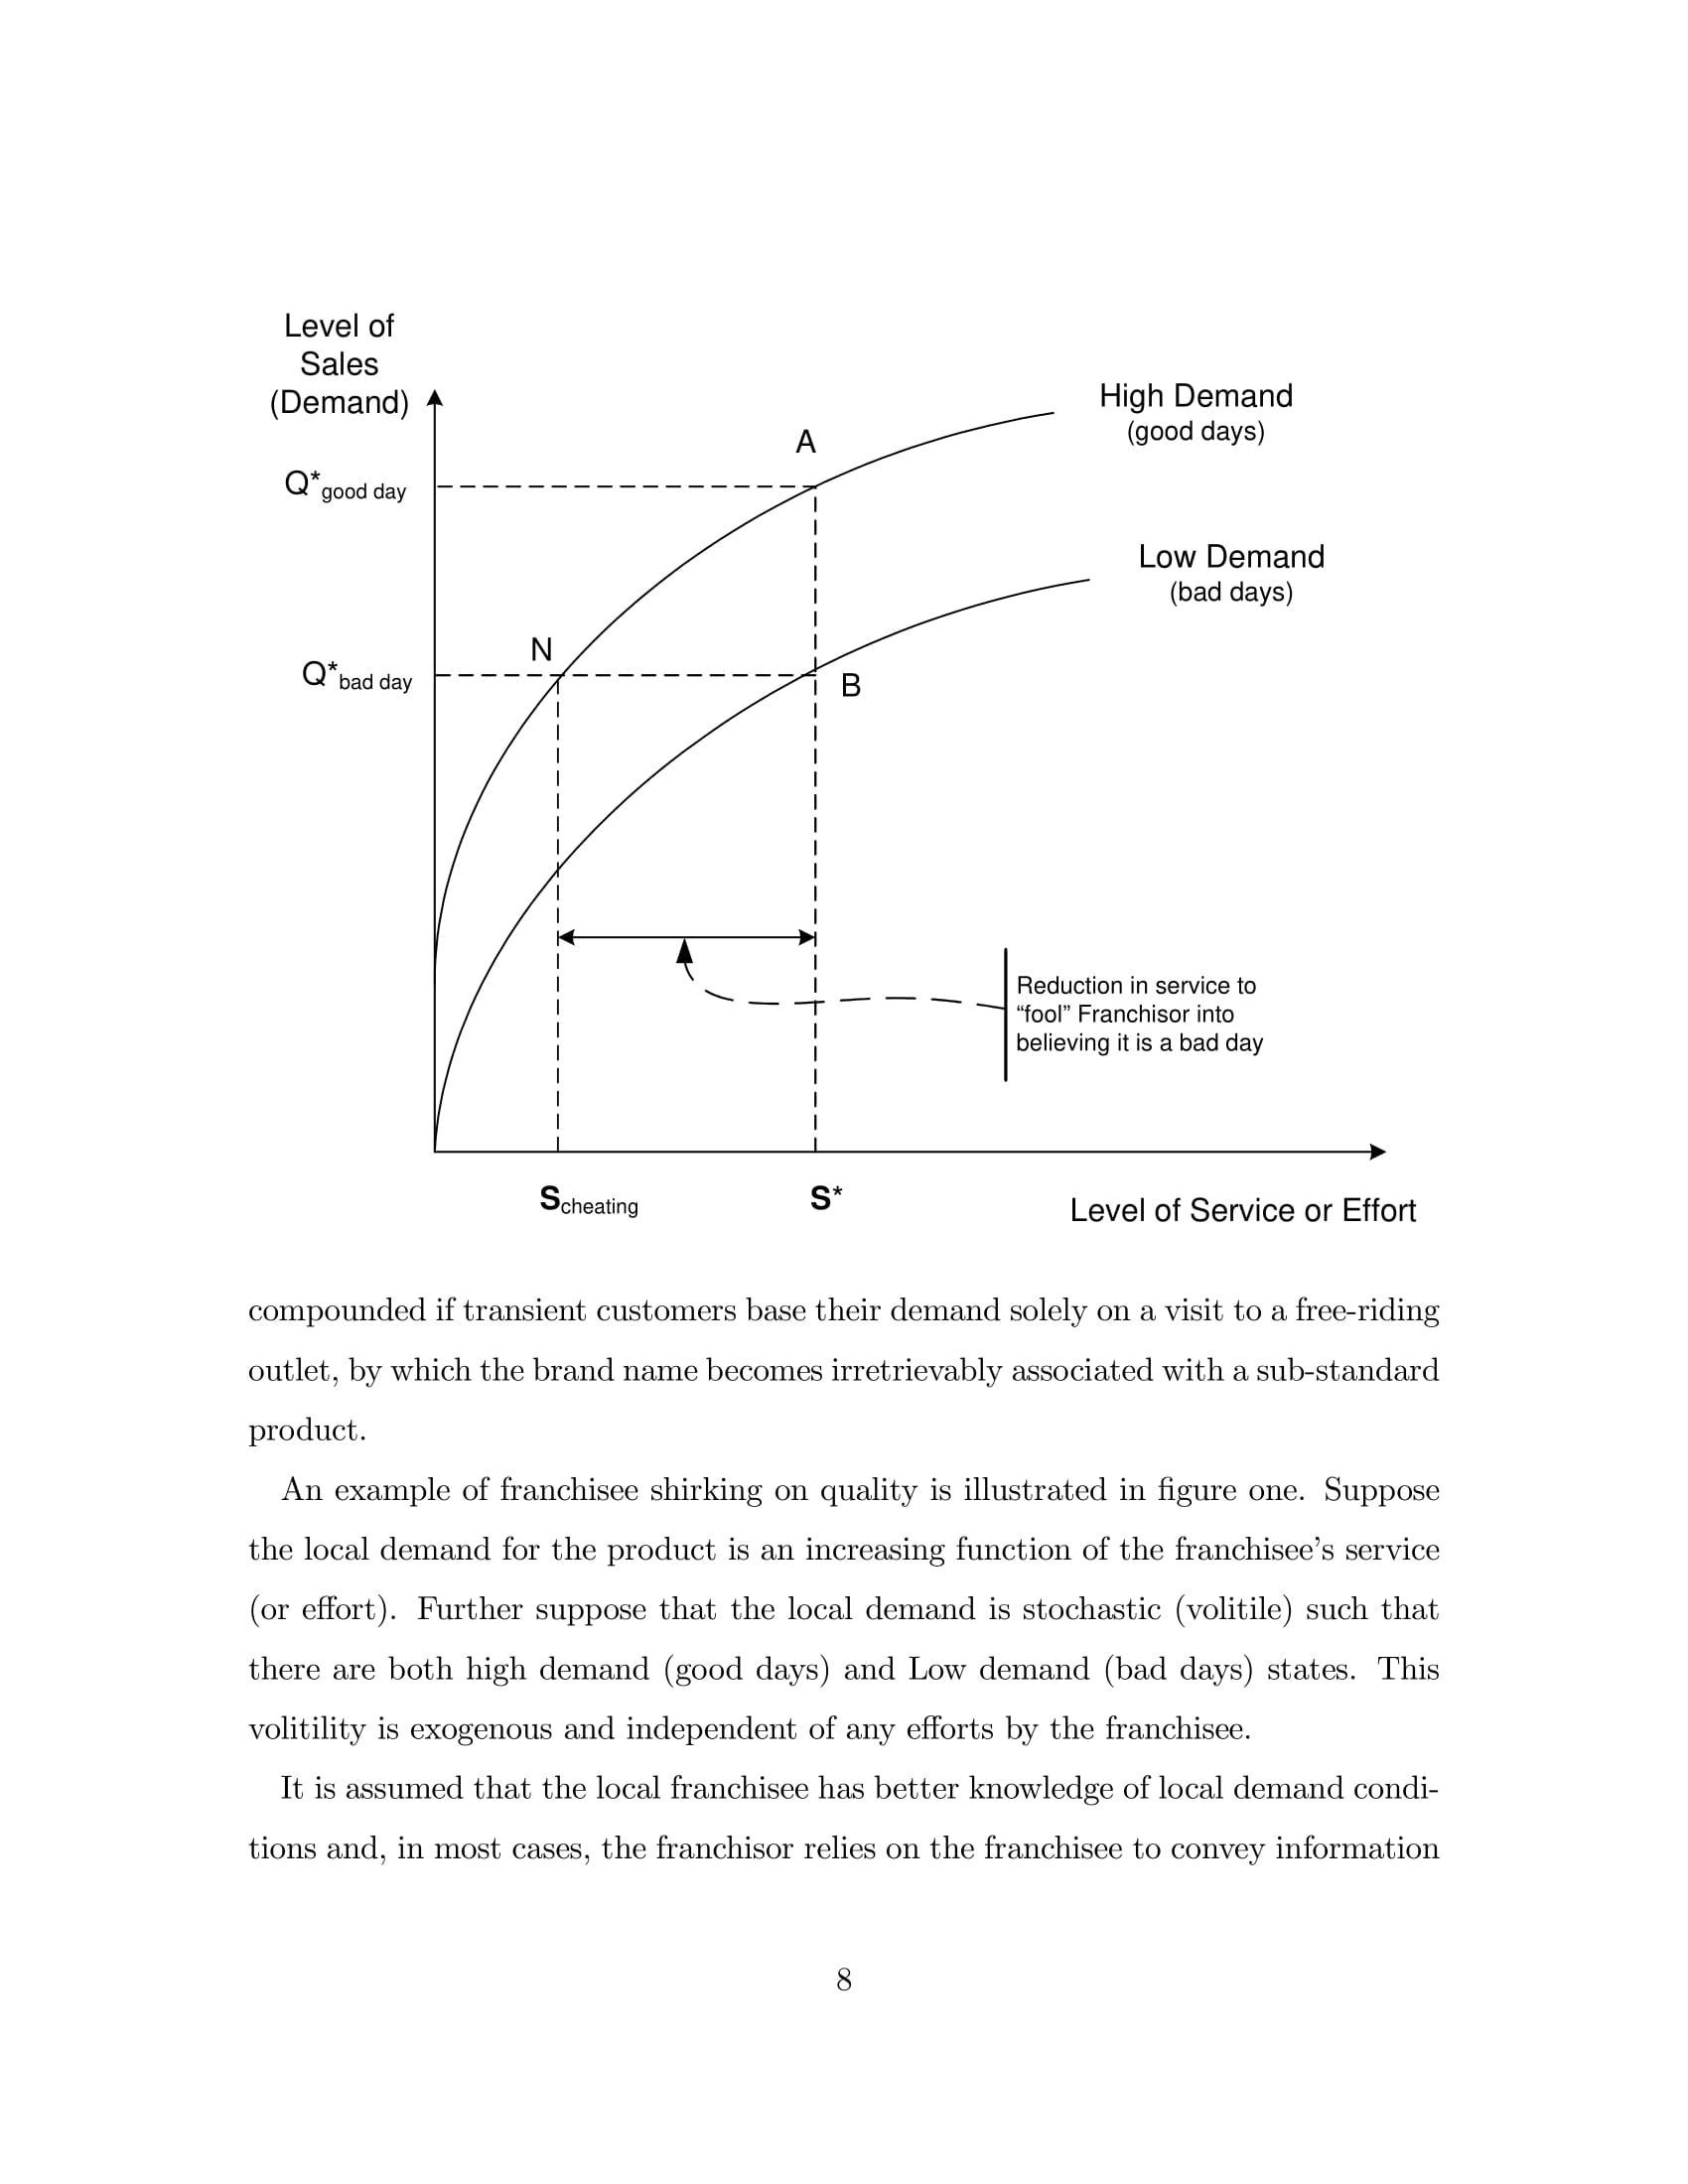 Level of
Sales
(Demand)
High Demand
(good days)
A
Q*good day
Low Demand
(bad days)
N
Q*bad day
B
Reduction in service to
“fool” Franchisor into
believing it is a bad day
Scheating
S*
Level of Service or Effort
compounded if transient customers base their demand solely on a visit to a free-riding
outlet, by which the brand name becomes irretrievably associated with a sub-standard
product.
An example of franchisee shirking on quality is illustrated in figure one. Suppose
the local demand for the product is an increasing function of the franchisee’s service
(or effort). Further suppose that the local demand is stochastic (volitile) such that
there are both high demand (good days) and Low demand (bad days) states. This
volitility is exogenous and independent of any efforts by the franchisee.
It is assumed that the local franchisee has better knowledge of local demand condi-
tions and, in most cases, the franchisor relies on the franchisee to convey information
8